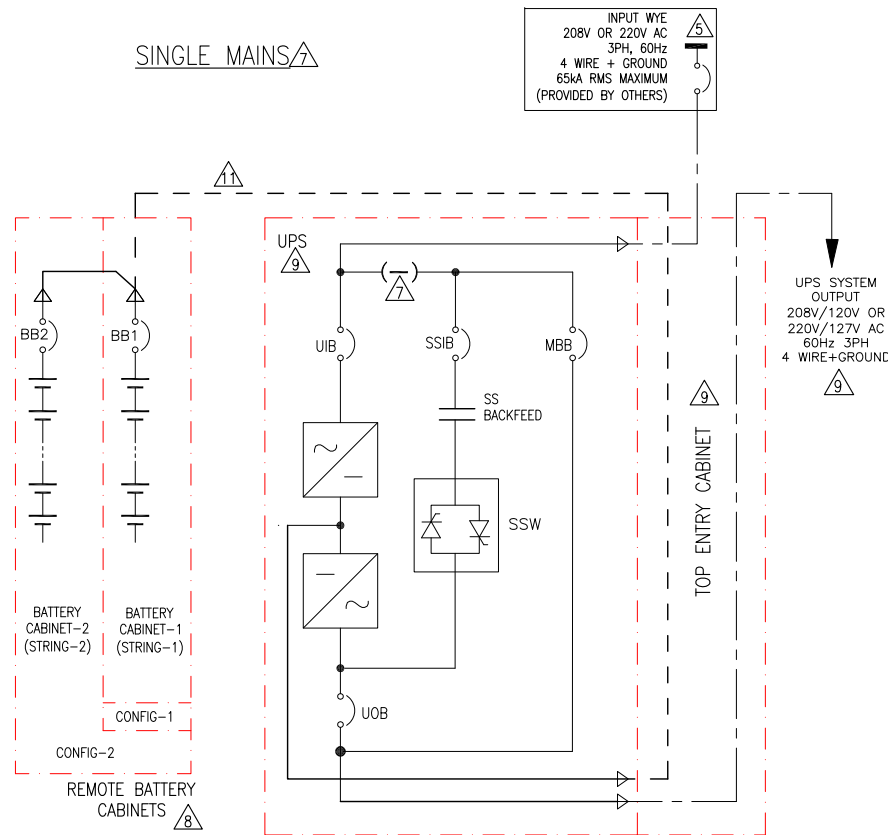 SINGLE MAINS 7
INPUT WYE
208V OR 220V AC
3PH, 60Hz
4 WIRE + GROUND
65kA RMS MAXIMUM
(PROVIDED BY OTHERS)
5
11
UPS
9
7
BB2
BB1
UIB
SSIB
MBB
SS
BACKFEED
SSW
UOB
9
TOP ENTRY CABINET
UPS SYSTEM
OUTPUT
208V/120V OR
220V/127V AC
60Hz 3PH
4 WIRE+GROUND
9
BATTERY
CABINET-2
(STRING-2)
BATTERY
CABINET-1
(STRING-1)
CONFIG-1
CONFIG-2
REMOTE BATTERY
CABINETS 8